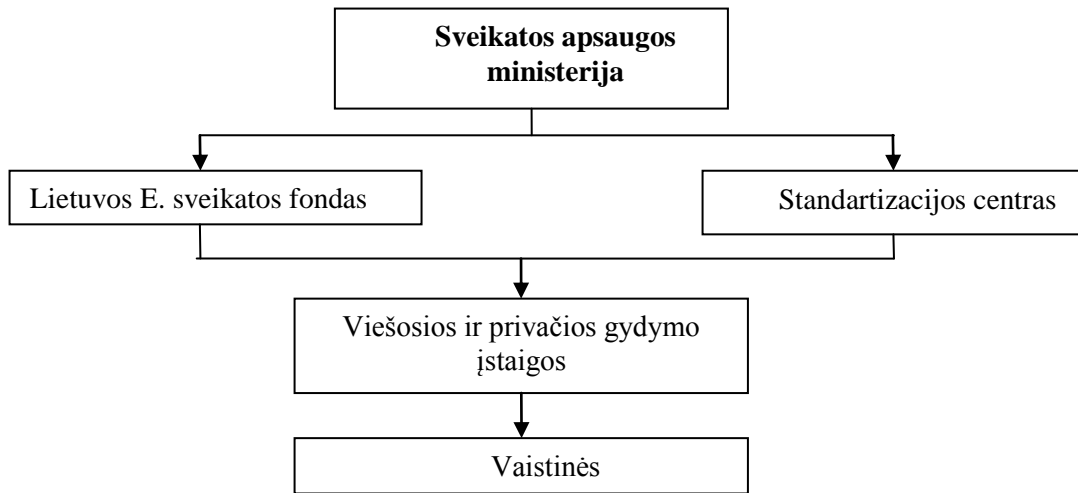 Sveikatos apsaugos
ministerija
Lietuvos E. sveikatos fondas
Standartizacijos centras
Viešosios ir privačios gydymo
įstaigos
Vaistinės